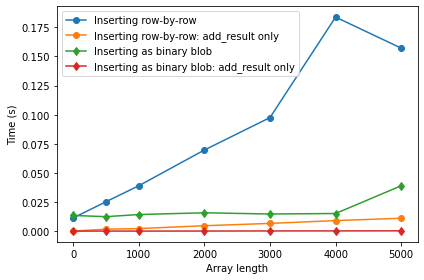 Inserting row-by-row
Inserting row-by-row: add_result only
Inserting as binary blob
Inserting as binary blob: add_result only
Time (s)
0.175
0.150
0.125
0.100
0.075
0.050
0.025
0.000
0 1000 2000 3000 4000 5000
Array length